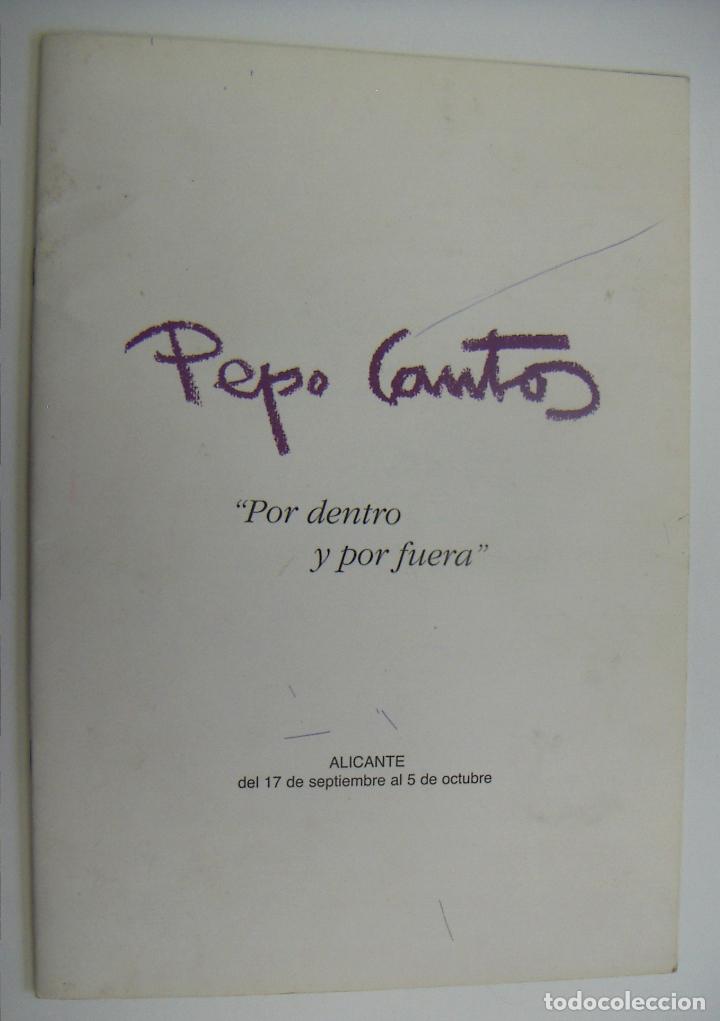 Pepo Cantos
“Por dentro
y por fuera”
ALICANTE
del 17 de septiembre al 5 de octubre
todocoleccion